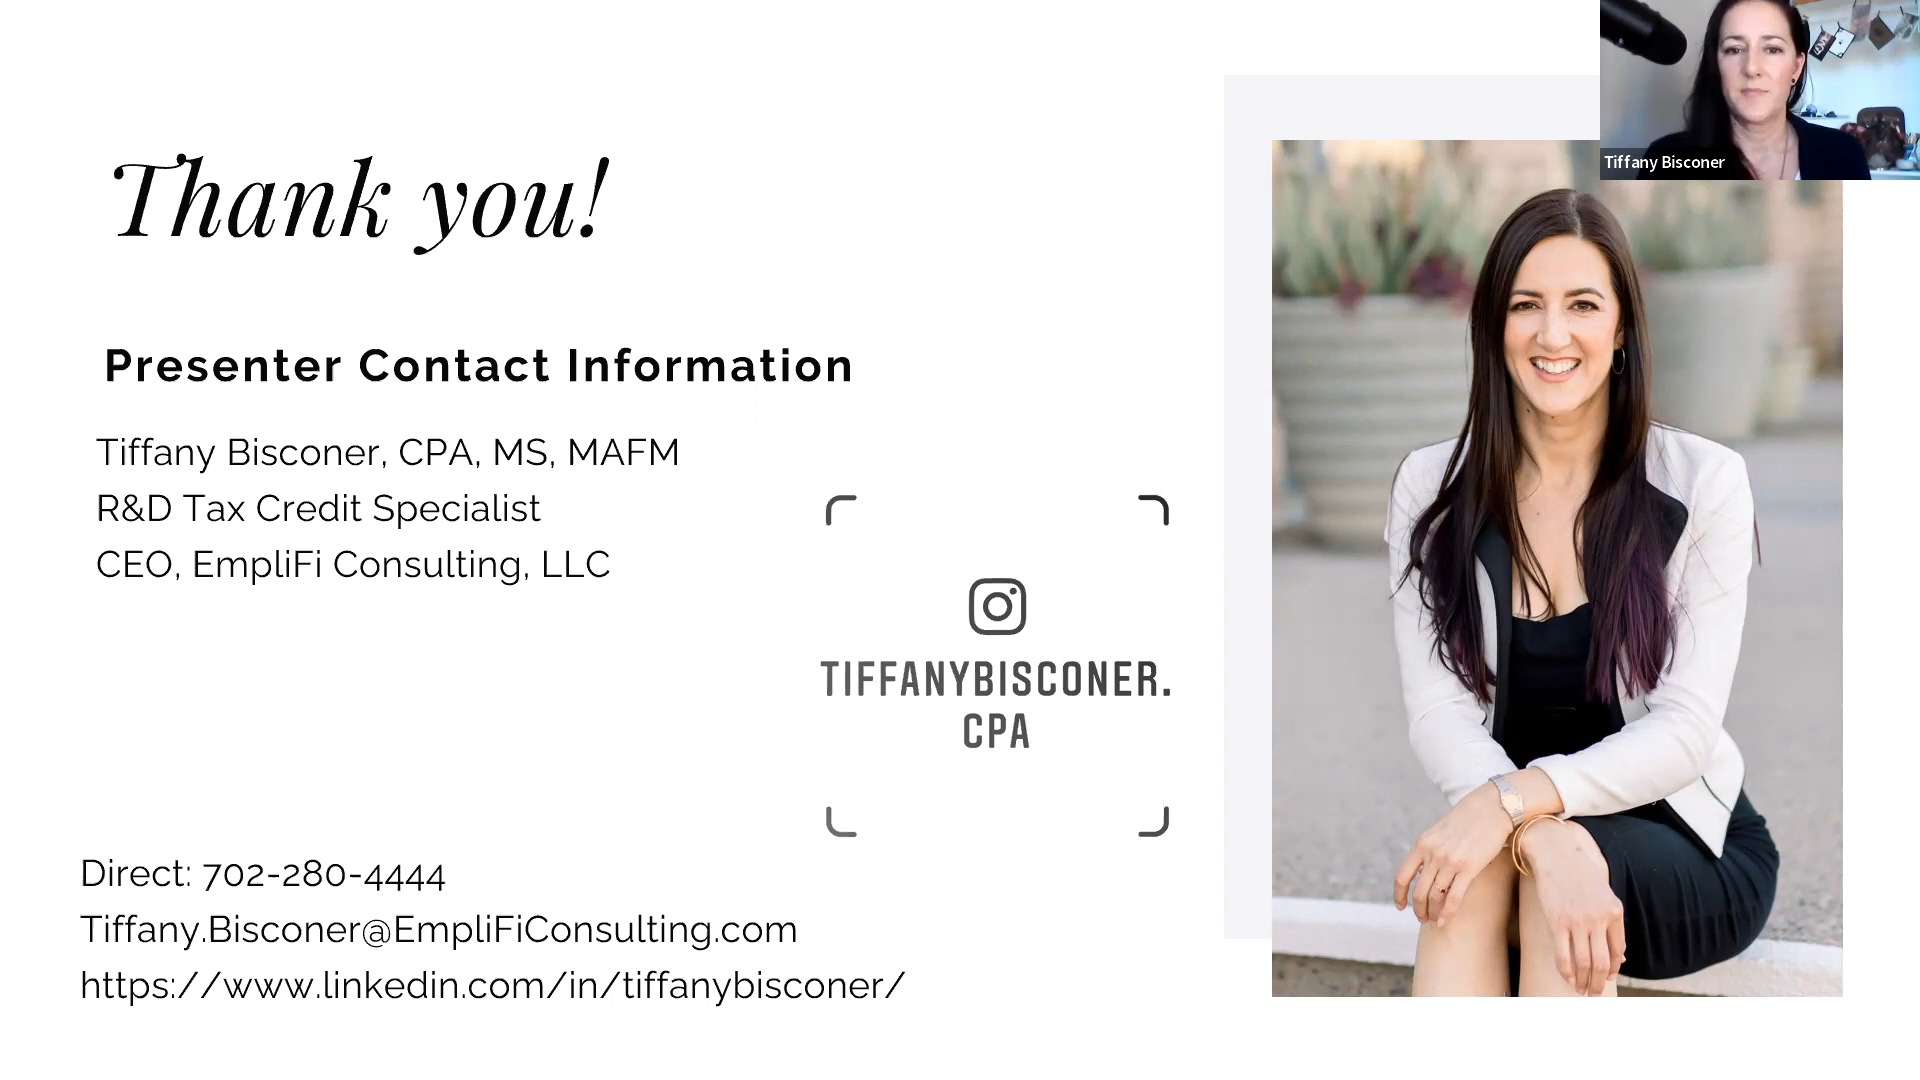 Thank you!
Presenter Contact Information
Tiffany Bisconer, CPA, MS, MAFM
R&D Tax Credit Specialist
CEO, EmpliFi Consulting, LLC
TIFFANYBISCONER.
CPA
Direct: 702-280-4444
Tiffany.Bisconer@EmpliFiConsulting.com
https://www.linkedin.com/in/tiffanybisconer/
Tiffany Bisconer